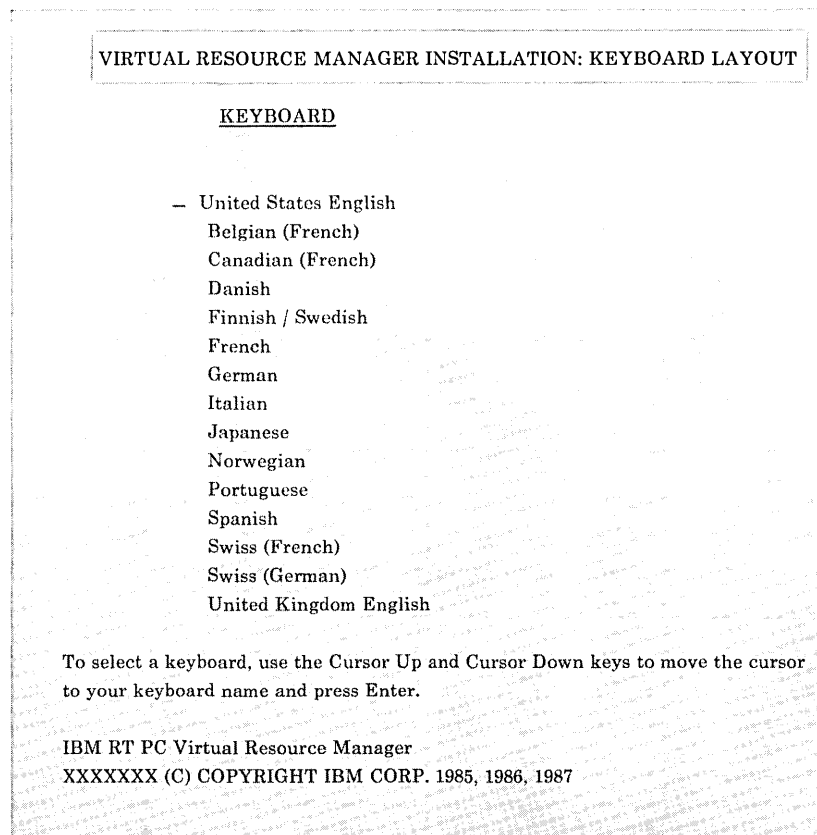 VIRTUAL RESOURCE MANAGER INSTALLATION: KEYBOARD LAYOUT
KEYBOARD
_ United States English
Belgian (French)
Canadian (French)
Danish
Finnish / Swedish
French
German
Italian
Japanese
Norwegian
Portuguese
Spanish
Swiss (French)
Swiss (German)
United Kingdom English
To select a keyboard, use the Cursor Up and Cursor Down keys to move the cursor
to your keyboard name and press Enter.
IBM RT PC Virtual Resource Manager
XXXXXXX (C) COPYRIGHT IBM CORP. 1985, 1986, 1987